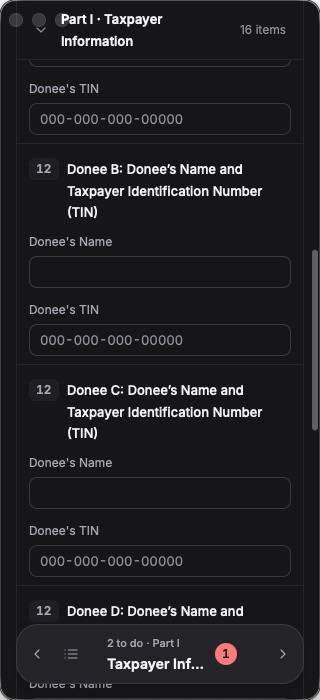 Part I · Taxpayer
Information
16 items
Donee's TIN
000-000-000-00000
12
Donee B: Donee’s Name and
Taxpayer Identification Number
(TIN)
Donee's Name
Donee's TIN
000-000-000-00000
12
Donee C: Donee’s Name and
Taxpayer Identification Number
(TIN)
Donee's Name
Donee's TIN
000-000-000-00000
12
Donee D: Donee’s Name and
2 to do · Part I
Taxpayer Inf...
1
Donee's Name